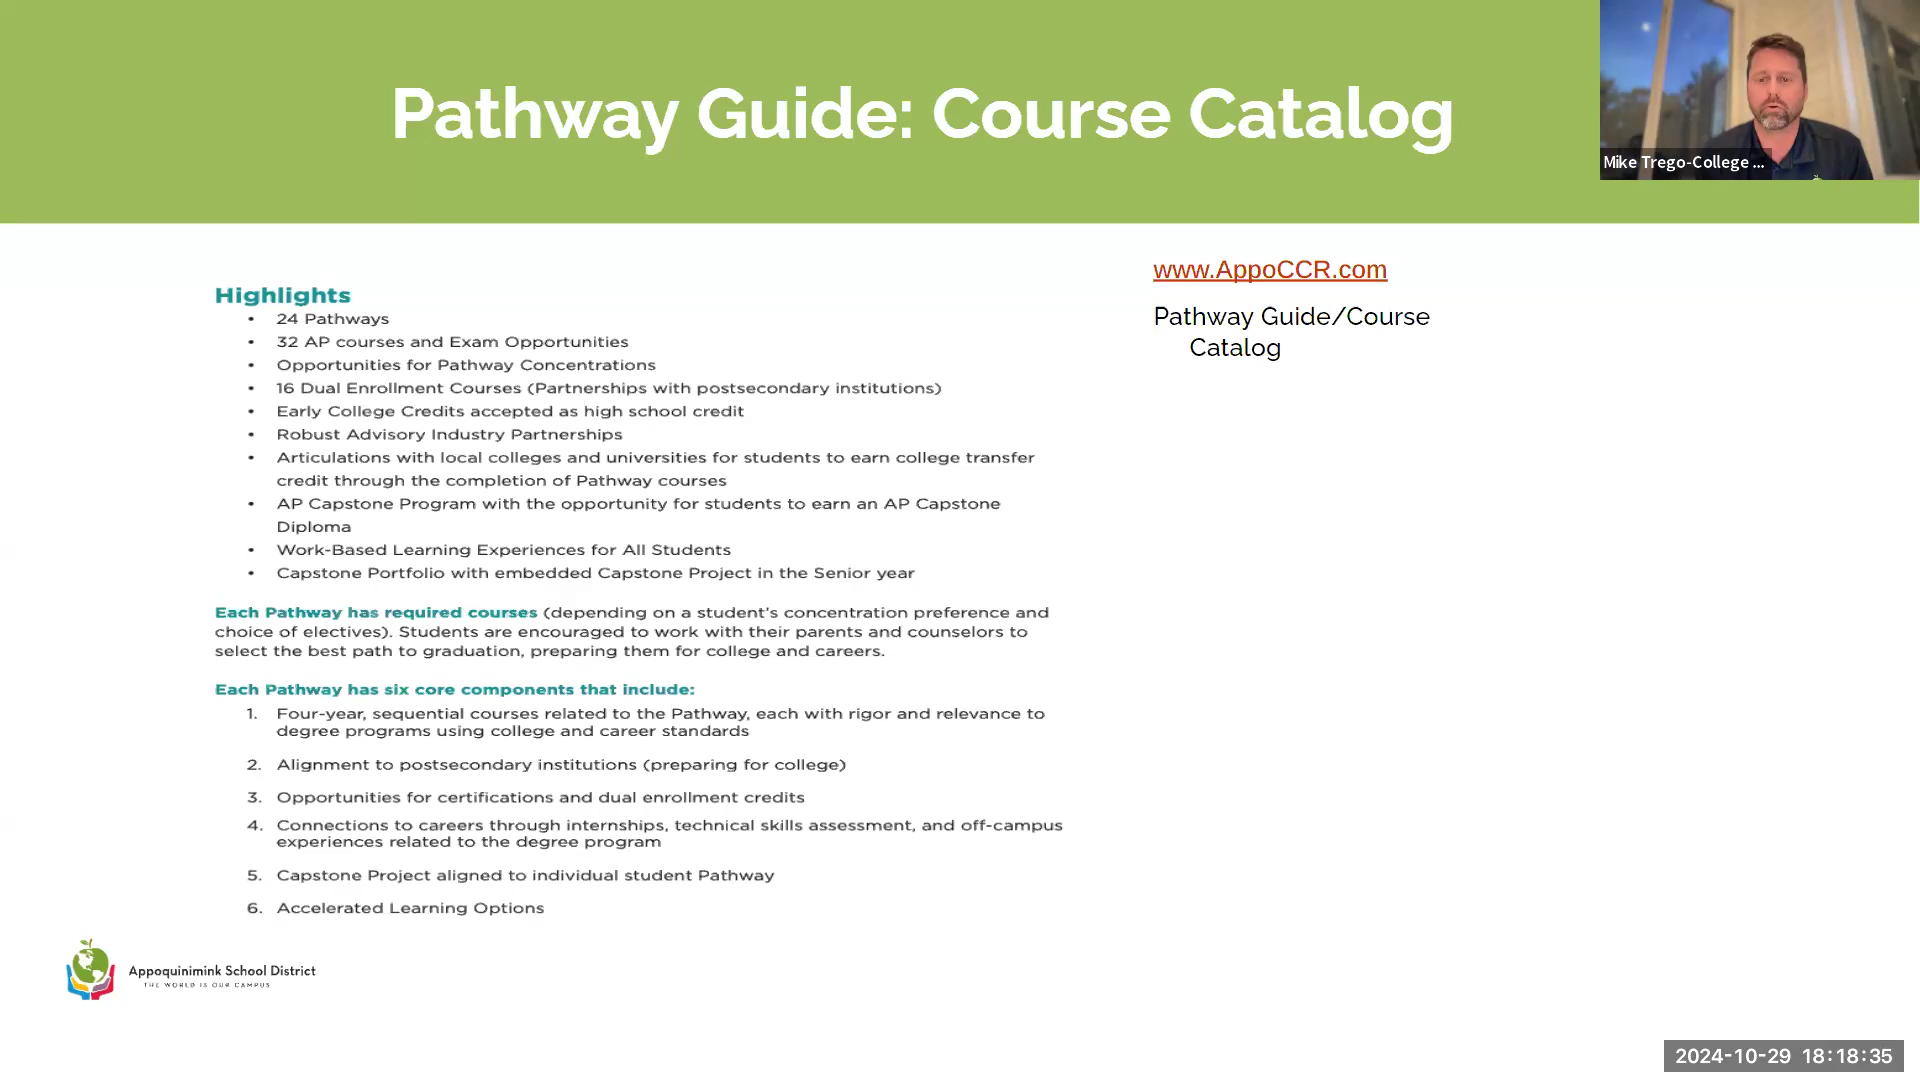 Pathway Guide: Course Catalog
Mike Trego-College ...
www.AppoCCR.com
Pathway Guide/Course
Catalog
Highlights
• 24 Pathways
• 32 AP courses and Exam Opportunities
• Opportunities for Pathway Concentrations
• 16 Dual Enrollment Courses (Partnerships with postsecondary institutions)
• Early College Credits accepted as high school credit
• Robust Advisory Industry Partnerships
• Articulations with local colleges and universities for students to earn college transfer
credit through the completion of Pathway courses
• AP Capstone Program with the opportunity for students to earn an AP Capstone
Diploma
• Work-Based Learning Experiences for All Students
• Capstone Portfolio with embedded Capstone Project in the Senior year
Each Pathway has required courses (depending on a student's concentration preference and
choice of electives). Students are encouraged to work with their parents and counselors to
select the best path to graduation, preparing them for college and careers.
Each Pathway has six core components that include:
1. Four-year, sequential courses related to the Pathway, each with rigor and relevance to
degree programs using college and career standards
2. Alignment to postsecondary institutions (preparing for college)
3. Opportunities for certifications and dual enrollment credits
4. Connections to careers through internships, technical skills assessment, and off-campus
experiences related to the degree program
5. Capstone Project aligned to individual student Pathway
6. Accelerated Learning Options
Appoquinimink School District
THE WORLD IS OUR CAMPUS
2024-10-29 18:18:35